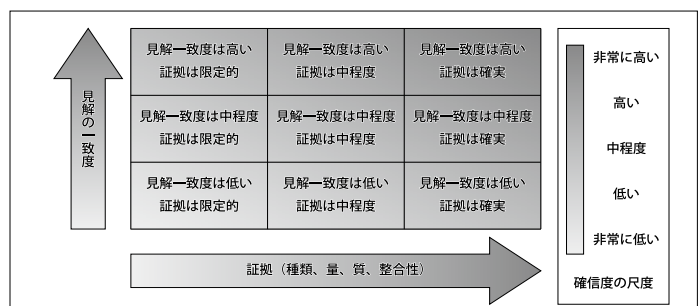 見解の一致度
見解一致度は高い
証拠は限定的
見解一致度は高い
証拠は中程度
見解一致度は高い
証拠は確実
見解一致度は中程度
証拠は限定的
見解一致度は中程度
証拠は中程度
見解一致度は中程度
証拠は確実
見解一致度は低い
証拠は限定的
見解一致度は低い
証拠は中程度
見解一致度は低い
証拠は確実
証拠（種類、量、質、整合性）
非常に高い
高い
中程度
低い
非常に低い
確信度の尺度